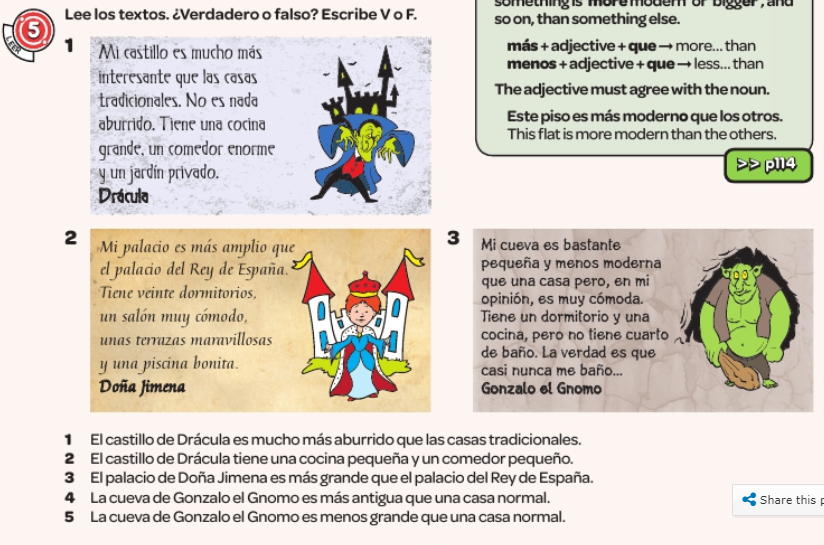 5
LEER
Lee los textos. ¿Verdadero o falso? Escribe V o F.
1
Mi castillo es mucho más
interesante que las casas
tradicionales. No es nada
aburrido. Tiene una cocina
grande, un comedor enorme
y un jardín privado.
Drácula
something is 'more modern' or 'bigger', and
so on, than something else.
más + adjective + que → more... than
menos + adjective + que → less... than
The adjective must agree with the noun.
Este piso es más moderno que los otros.
This flat is more modern than the others.
>> p114
2
Mi palacio es más amplio que
el palacio del Rey de España.
Tiene veinte dormitorios,
un salón muy cómodo,
unas terrazas maravillosas
y una piscina bonita.
Doña Jimena
3
Mi cueva es bastante
pequeña y menos moderna
que una casa pero, en mi
opinión, es muy cómoda.
Tiene un dormitorio y una
cocina, pero no tiene cuarto
de baño. La verdad es que
casi nunca me baño...
Gonzalo el Gnomo
1 El castillo de Drácula es mucho más aburrido que las casas tradicionales.
2 El castillo de Drácula tiene una cocina pequeña y un comedor pequeño.
3 El palacio de Doña Jimena es más grande que el palacio del Rey de España.
4 La cueva de Gonzalo el Gnomo es más antigua que una casa normal.
5 La cueva de Gonzalo el Gnomo es menos grande que una casa normal.
Share this